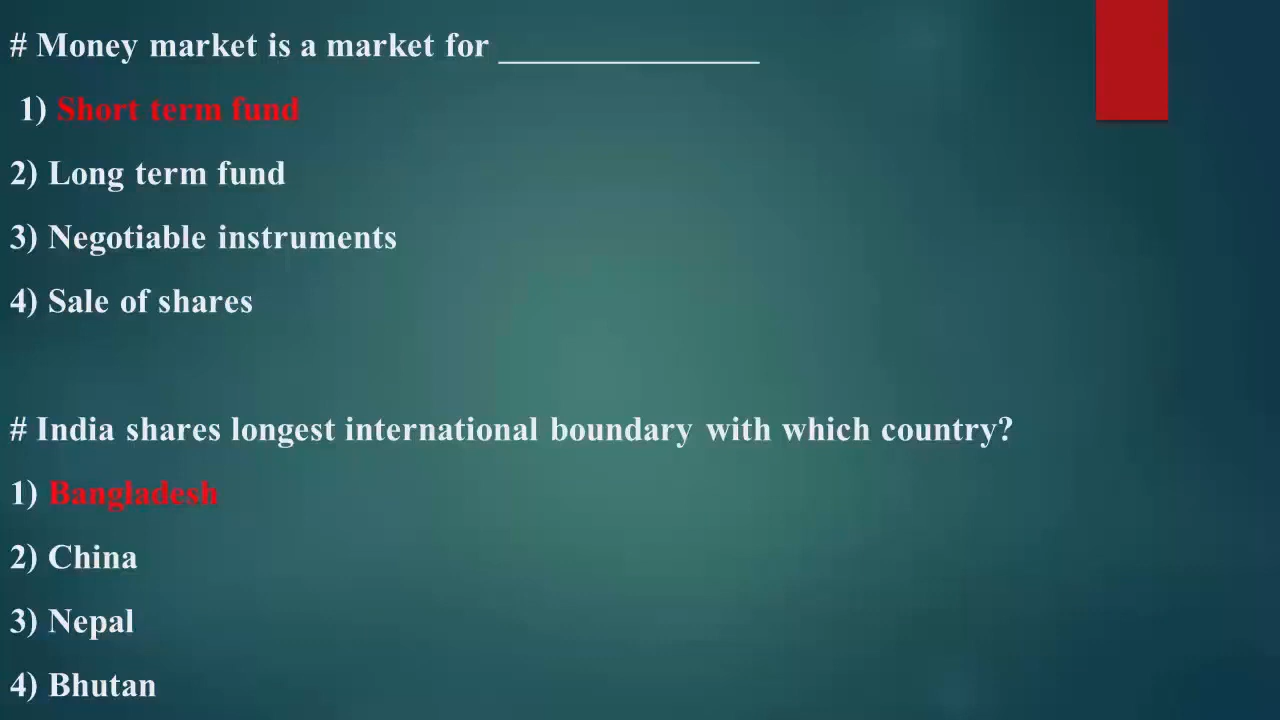 # Money market is a market for _______________
1) Short term fund
2) Long term fund
3) Negotiable instruments
4) Sale of shares
# India shares longest international boundary with which country?
1) Bangladesh
2) China
3) Nepal
4) Bhutan